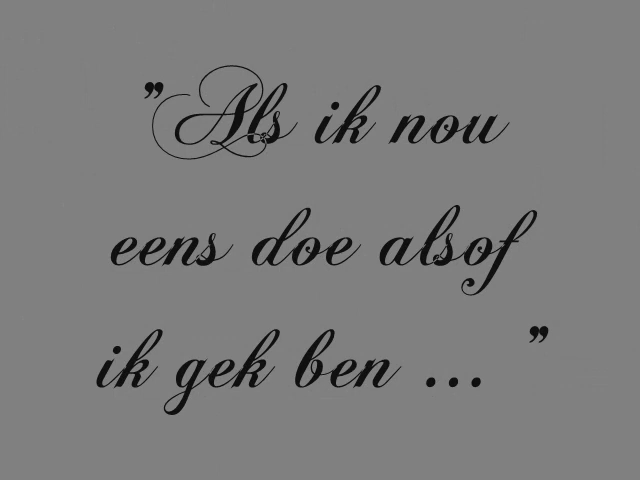 ”Als ik nou
eens doe alsof
ik gek ben ... ”